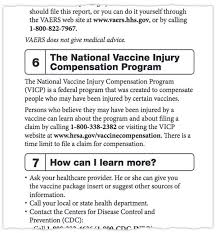 should file this report, or you can do it yourself through
the VAERS web site at www.vaers.hhs.gov, or by calling
1-800-822-7967.
VAERS does not give medical advice.
6 The National Vaccine Injury
Compensation Program
The National Vaccine Injury Compensation Program
(VICP) is a federal program that was created to compensate
people who may have been injured by certain vaccines.
Persons who believe they may have been injured by a
vaccine can learn about the program and about filing a
claim by calling 1-800-338-2382 or visiting the VICP
website at www.hrsa.gov/vaccinecompensation. There is a
time limit to file a claim for compensation.
7 How can I learn more?
• Ask your healthcare provider. He or she can give you
the vaccine package insert or suggest other sources of
information.
• Call your local or state health department.
• Contact the Centers for Disease Control and
Prevention (CDC):